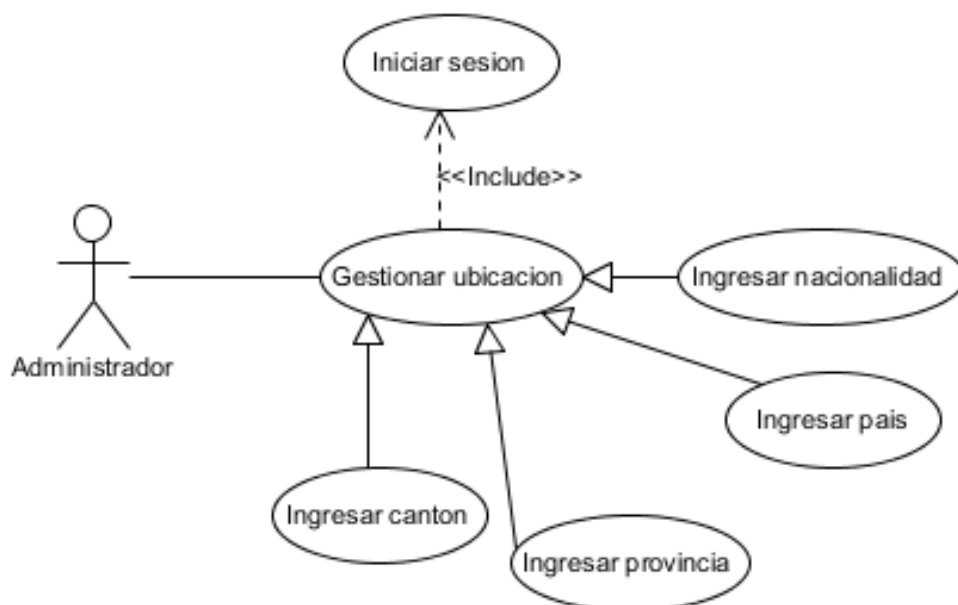 Iniciar sesion
<<Include>>
Gestionar ubicacion
Ingresar nacionalidad
Administrador
Ingresar pais
Ingresar canton
Ingresar provincia